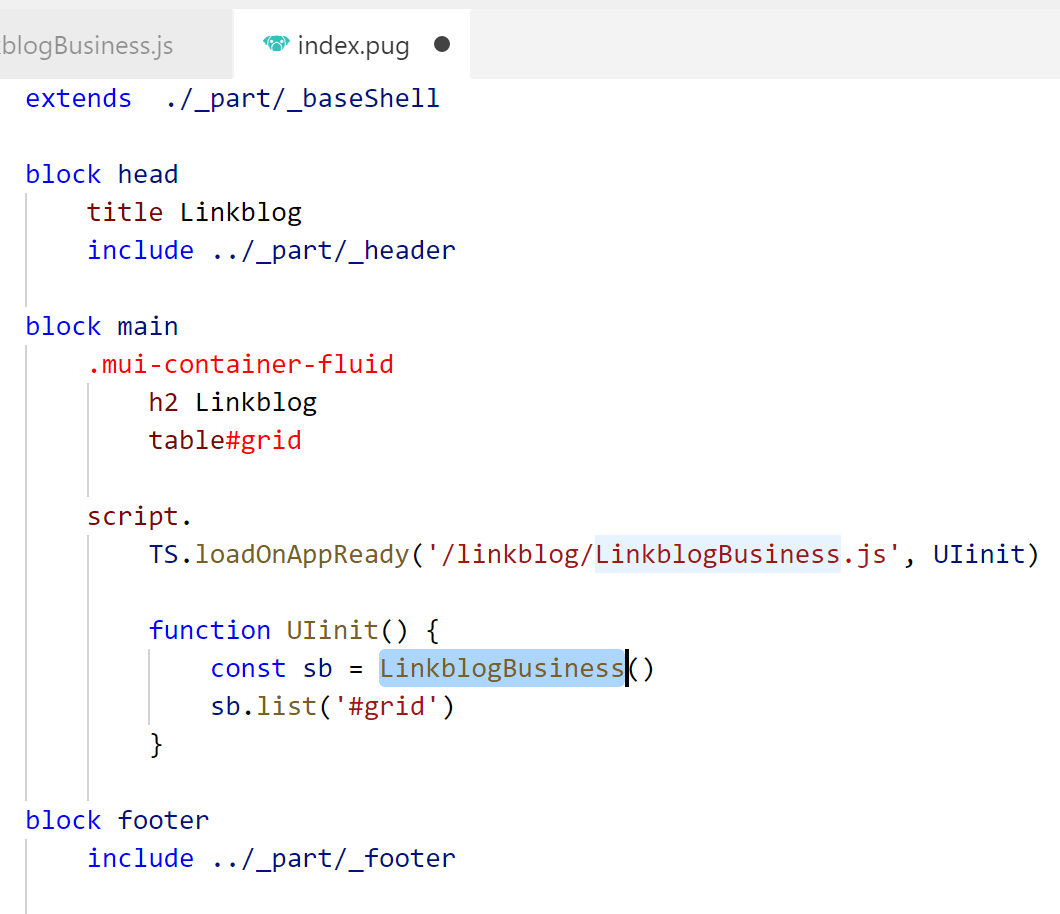 blogBusiness.js index.pug
extends ./_part/_baseShell
block head
title Linkblog
include ../_part/_header
block main
.mui-container-fluid
h2 Linkblog
table#grid
script.
TS.loadOnAppReady('/linkblog/LinkblogBusiness.js', UIinit)
function UIinit() {
const sb = LinkblogBusiness()
sb.list('#grid')
}
block footer
include ../_part/_footer